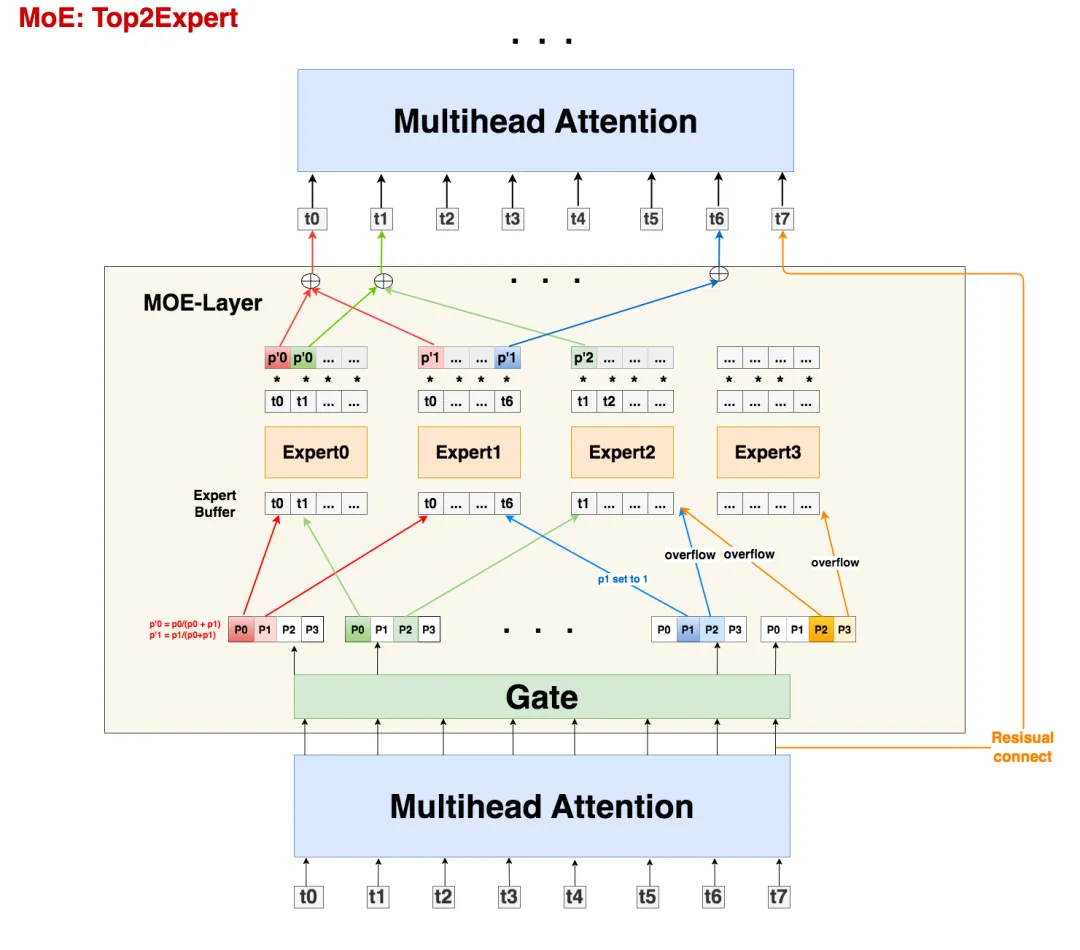 MoE: Top2Expert
. . .
Multihead Attention
t0 t1 t2 t3 t4 t5 t6 t7
. . .
MOE-Layer
p'0 p'0 ... ... p'1 ... ... p'1 p'2 ... ... ... ... ... ... ...
* * * * * * * * * * * * * * * *
t0 t1 ... ... t0 ... ... t6 t1 t2 ... ... ... ... ... ...
Expert0 Expert1 Expert2 Expert3
Expert
Buffer
t0 t1 ... ... t0 ... ... t6 t1 ... ... ... ... ... ... ...
overflow overflow overflow
p1 set to 1
p'0 = p0/(p0 + p1)
p'1 = p1/(p0+p1)
P0 P1 P2 P3 P0 P1 P2 P3 . . . P0 P1 P2 P3 P0 P1 P2 P3
Gate
Resisual
connect
Multihead Attention
t0 t1 t2 t3 t4 t5 t6 t7